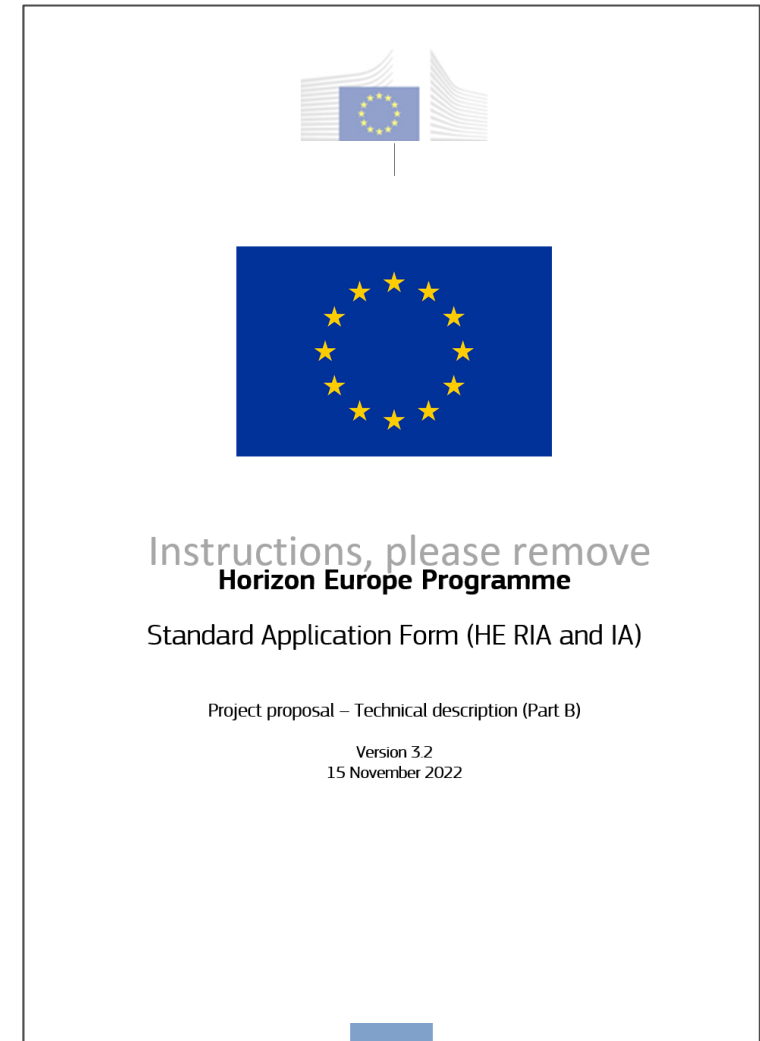 Instructions, please remove
Horizon Europe Programme
Standard Application Form (HE RIA and IA)
Project proposal – Technical description (Part B)
Version 3.2
15 November 2022